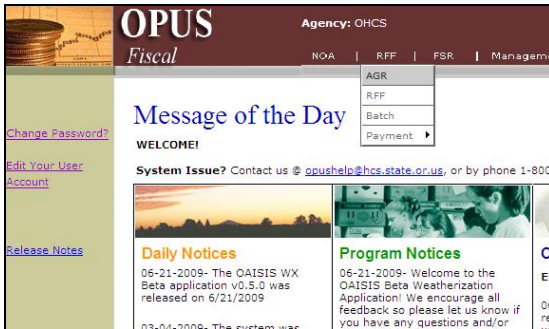 OPUS
Fiscal
Agency: OHCS
NOA | RFF | FSR |
AGR
RFF
Batch
Payment
Change Password?
Edit Your User
Account
Release Notes
Message of the Day
WELCOME!
System Issue? Contact us @ opushelp@hcs.state.or.us, or by phone 1-800
Daily Notices
06-21-2009- The OAISIS WX
Beta application v0.5.0 was
released on 6/21/2009
03-04-2009- The system was
Program Notices
06-21-2009- Welcome to the
OAISIS Beta Weatherization
Application! We encourage all
feedback so please let us know if
you have any questions and/or